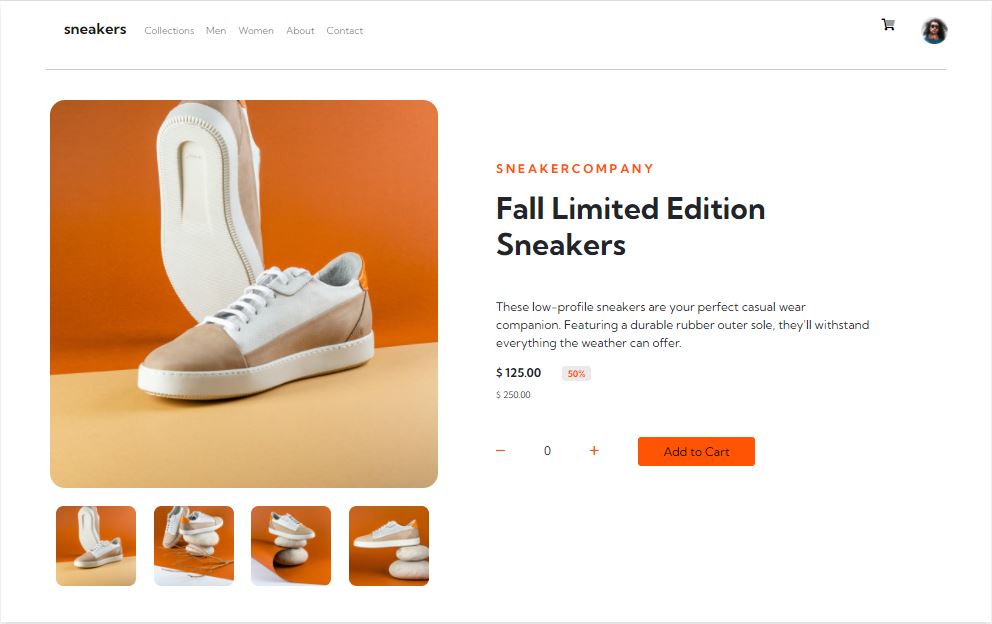 sneakers Collections Men Women About Contact
SNEAKERCOMPANY
Fall Limited Edition
Sneakers
These low-profile sneakers are your perfect casual wear
companion. Featuring a durable rubber outer sole, they'll withstand
everything the weather can offer.
$ 125.00 50%
$ 250.00
− 0 + Add to Cart